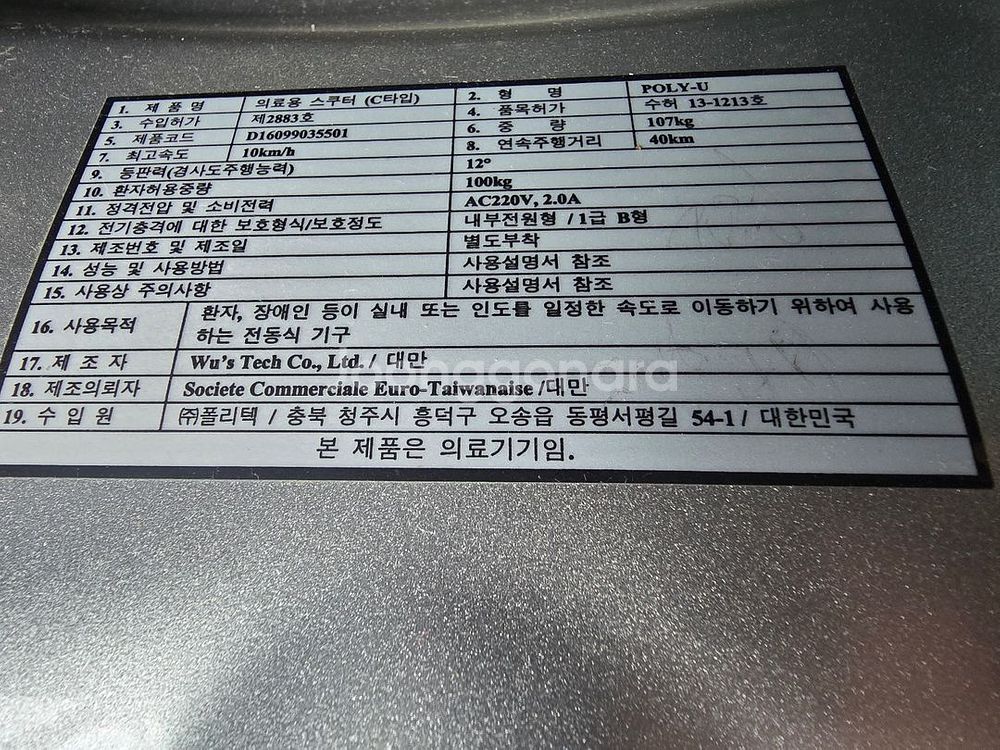 1. 제 품 명 의료용 스쿠터 (C타입) 2. 형 명 POLY-U
3. 수입허가 제2883호 4. 품목허가 수허 13-1213호
5. 제품코드 D16099035501 6. 중 량 107kg
7. 최고속도 10km/h 8. 연속주행거리 40km
9. 등판력(경사도주행능력) 12°
10. 환자허용중량 100kg
11. 정격전압 및 소비전력 AC220V, 2.0A
12. 전기충격에 대한 보호형식/보호정도 내부전원형 / 1급 B형
13. 제조번호 및 제조일 별도부착
14. 성능 및 사용방법 사용설명서 참조
15. 사용상 주의사항 사용설명서 참조
16. 사용목적 환자, 장애인 등이 실내 또는 인도를 일정한 속도로 이동하기 위하여 사용
하는 전동식 기구
17. 제 조 자 Wu's Tech Co., Ltd. / 대만
18. 제조의뢰자 Societe Commerciale Euro-Taiwanaise /대만
19. 수 입 원 ㈜폴리텍 / 충북 청주시 흥덕구 오송읍 동평서평길 54-1 / 대한민국
본 제품은 의료기기임.